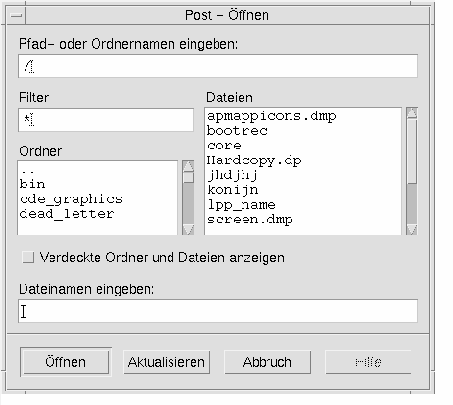 Post - Öffnen
Pfad- oder Ordnernamen eingeben:
/
Filter
*
Dateien
apmappicons.dmp
bootrec
core
Hardcopy.dp
jhdjhj
konijn
lpp_name
screen.dmp
Ordner
..
bin
cde_graphics
dead_letter
Verdeckte Ordner und Dateien anzeigen
Dateinamen eingeben:
Öffnen
Aktualisieren
Abbruch
Hilfe